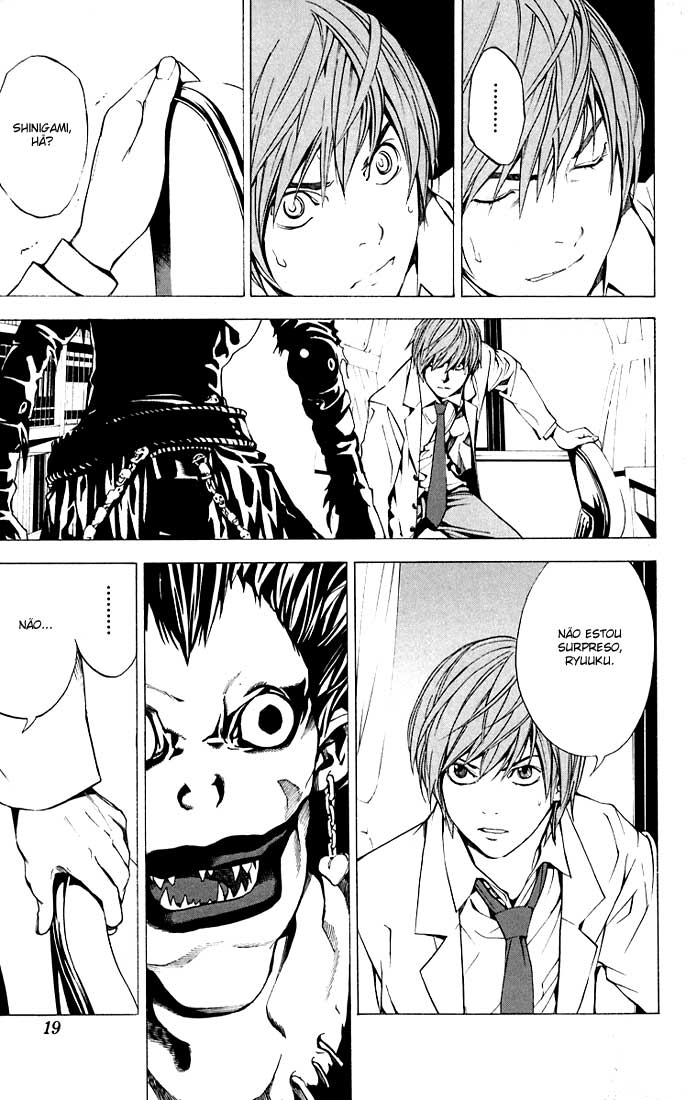 ........
SHINIGAMI,
HÃ?
NÃO ESTOU
SURPRESO,
RYUUKU.
........
NÃO...
19